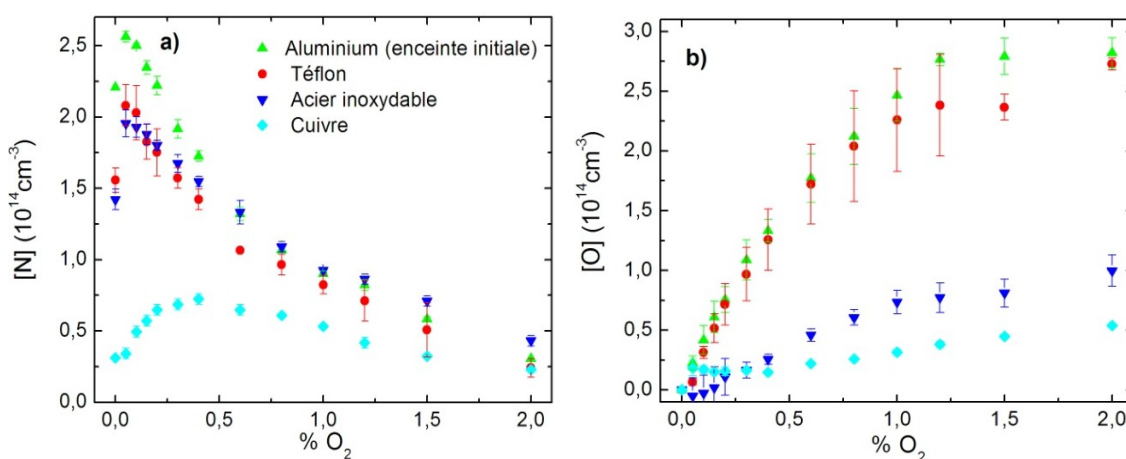 a)
Aluminium (enceinte initiale)
Téflon
Acier inoxydable
Cuivre
[N] (10¹⁴cm⁻³)
2,5
2,0
1,5
1,0
0,5
0,0
0,0 0,5 1,0 1,5 2,0
% O₂
b)
[O] (10¹⁴cm⁻³)
3,0
2,5
2,0
1,5
1,0
0,5
0,0
0,0 0,5 1,0 1,5 2,0
% O₂